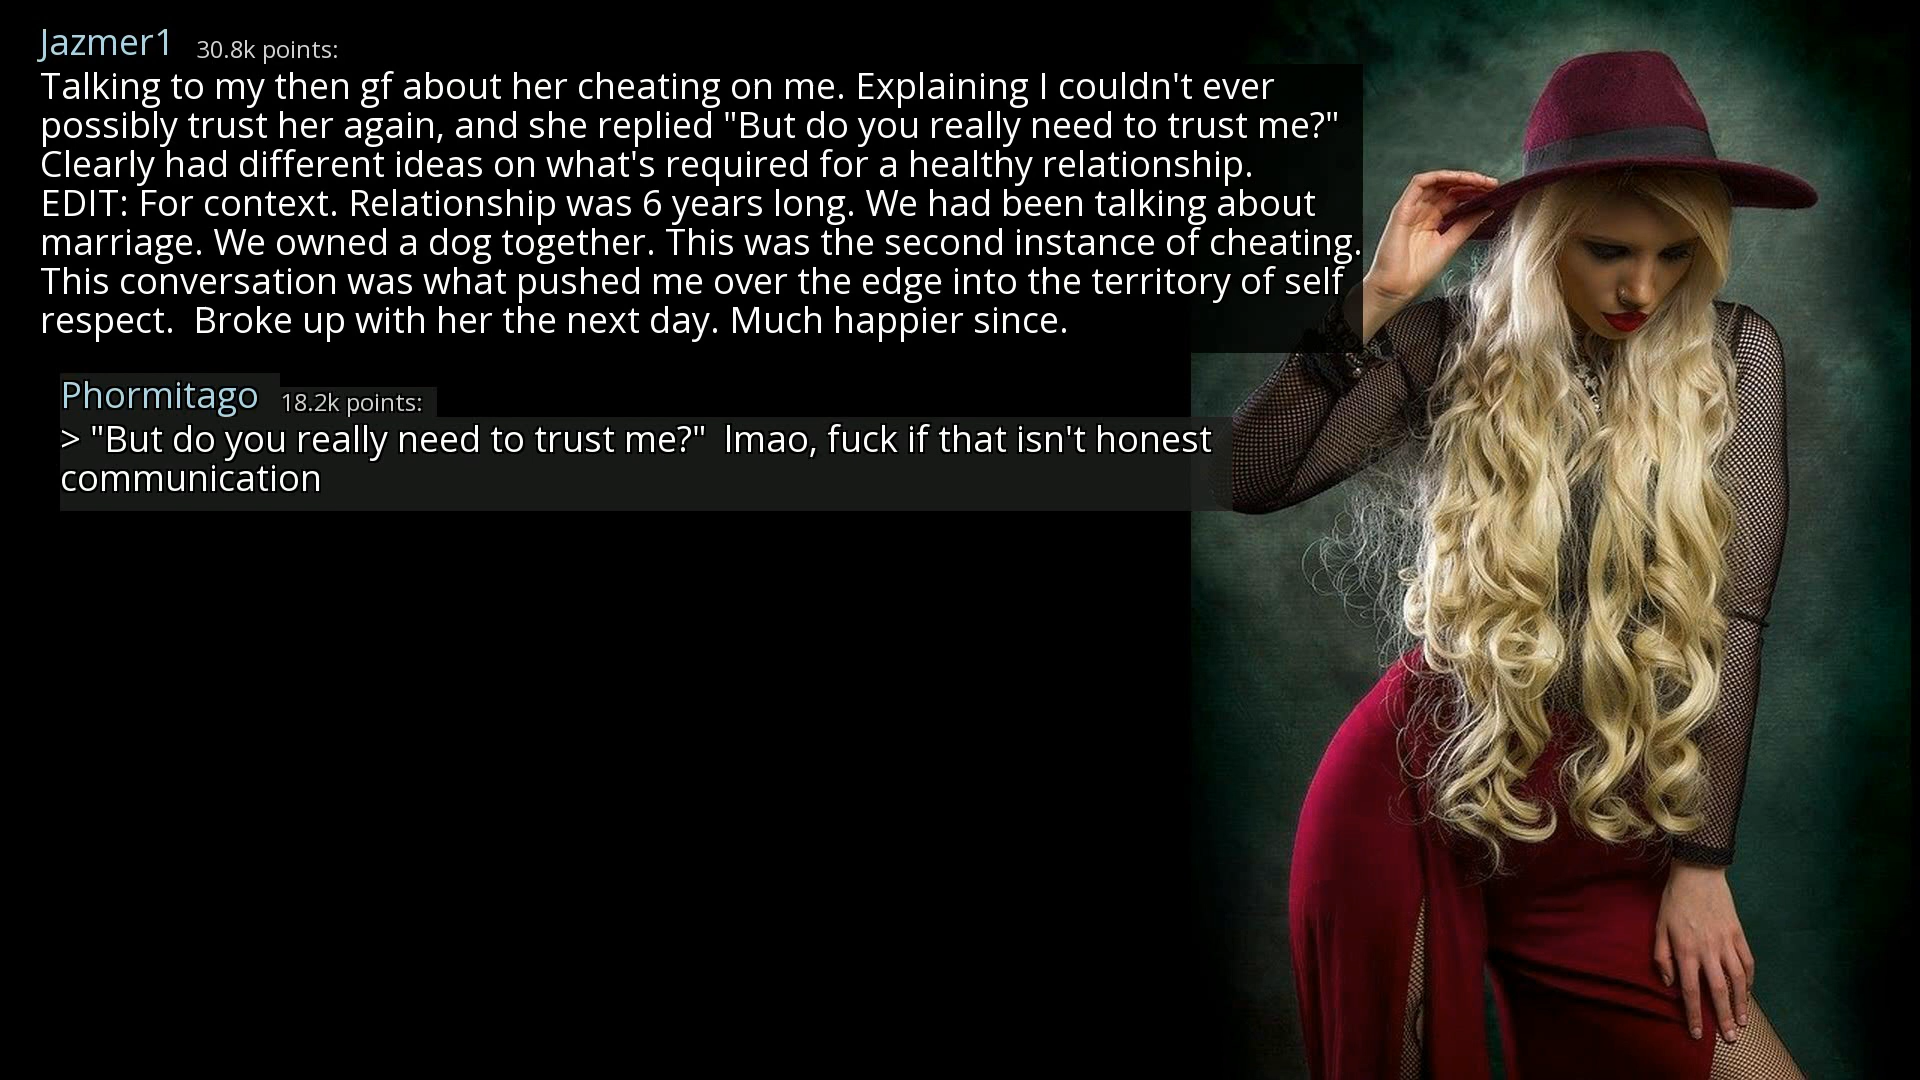 Jazmer1 30.8k points:
Talking to my then gf about her cheating on me. Explaining I couldn't ever
possibly trust her again, and she replied "But do you really need to trust me?"
Clearly had different ideas on what's required for a healthy relationship.
EDIT: For context. Relationship was 6 years long. We had been talking about
marriage. We owned a dog together. This was the second instance of cheating.
This conversation was what pushed me over the edge into the territory of self
respect.  Broke up with her the next day. Much happier since.
Phormitago 18.2k points:
> "But do you really need to trust me?"  lmao, fuck if that isn't honest
communication